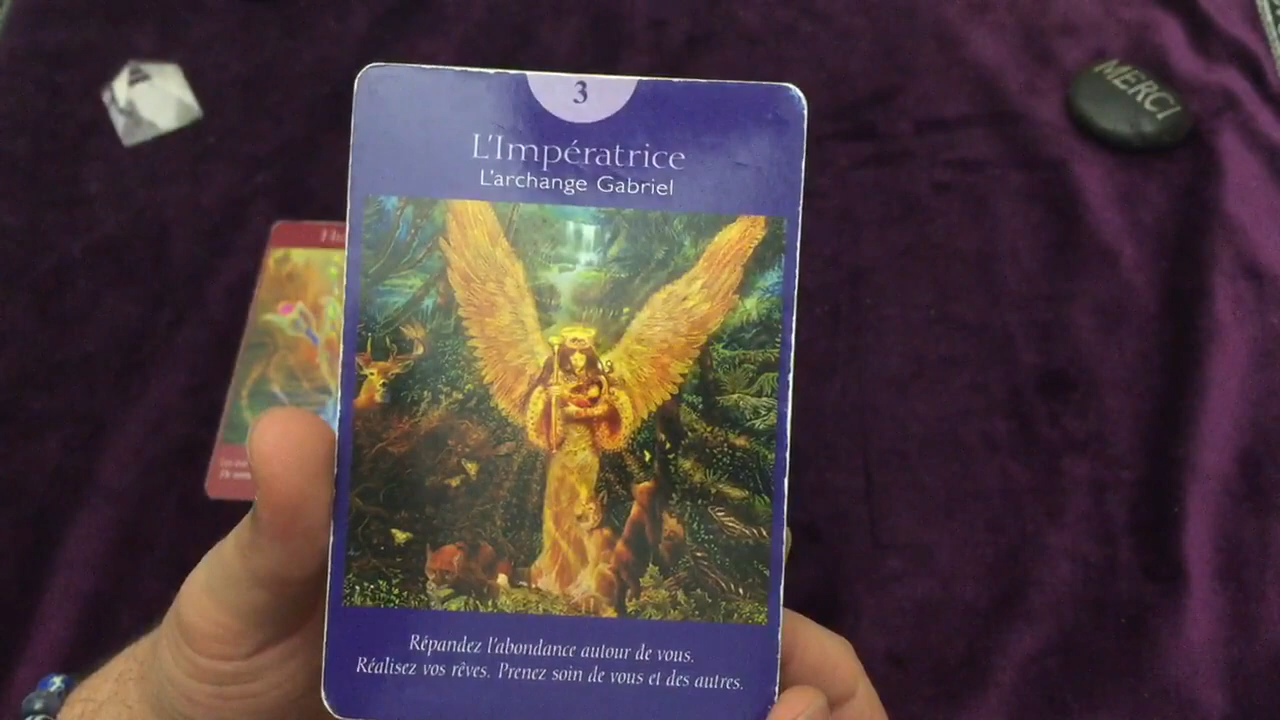 3
L'Impératrice
L'archange Gabriel
Répandez l'abondance autour de vous.
Réalisez vos rêves. Prenez soin de vous et des autres.
MERCI